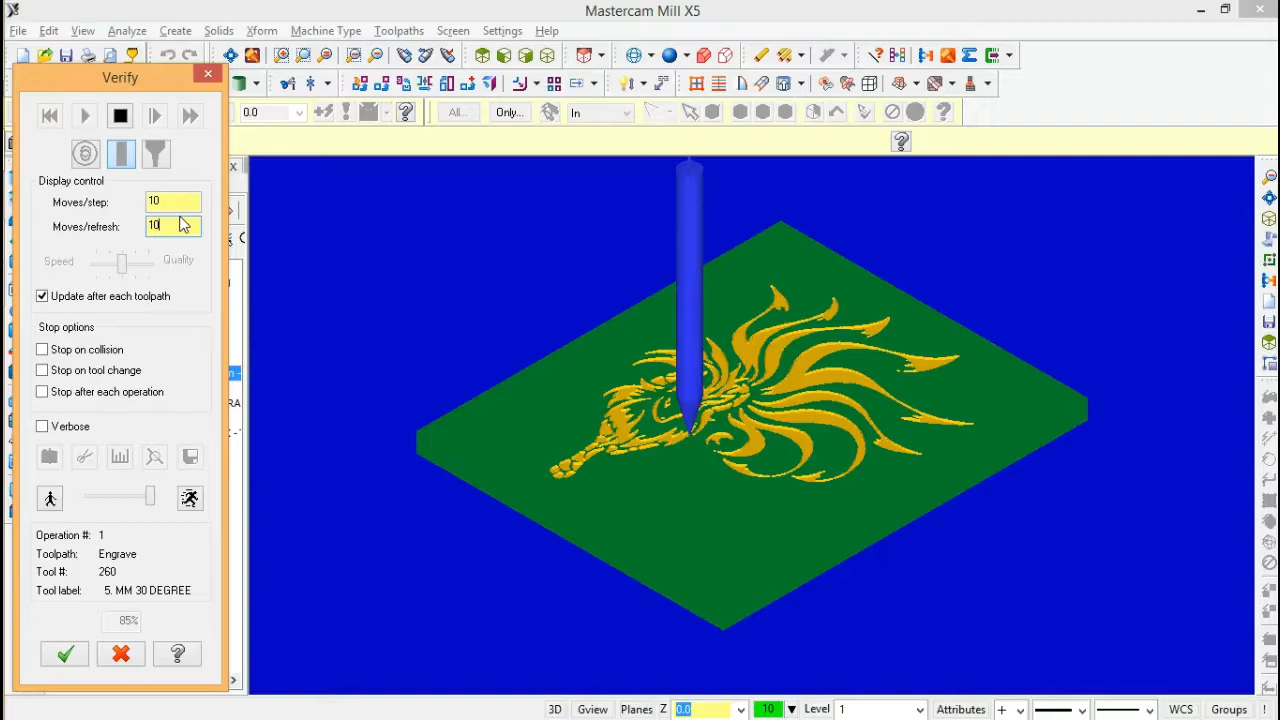 Mastercam Mill X5
File Edit View Analyze Create Solids Xform Machine Type Toolpaths Screen Settings Help
Verify
0.0
All...
Only...
In
Display control
Moves/step: 10
Moves/refresh: 10
Speed Quality
Update after each toolpath
Stop options
Stop on collision
Stop on tool change
Stop after each operation
Verbose
Operation #: 1
Toolpath: Engrave
Tool #: 260
Tool label: 5. MM 30 DEGREE
85%
3D Gview Planes Z 0.0 10 Level 1 Attributes WCS Groups